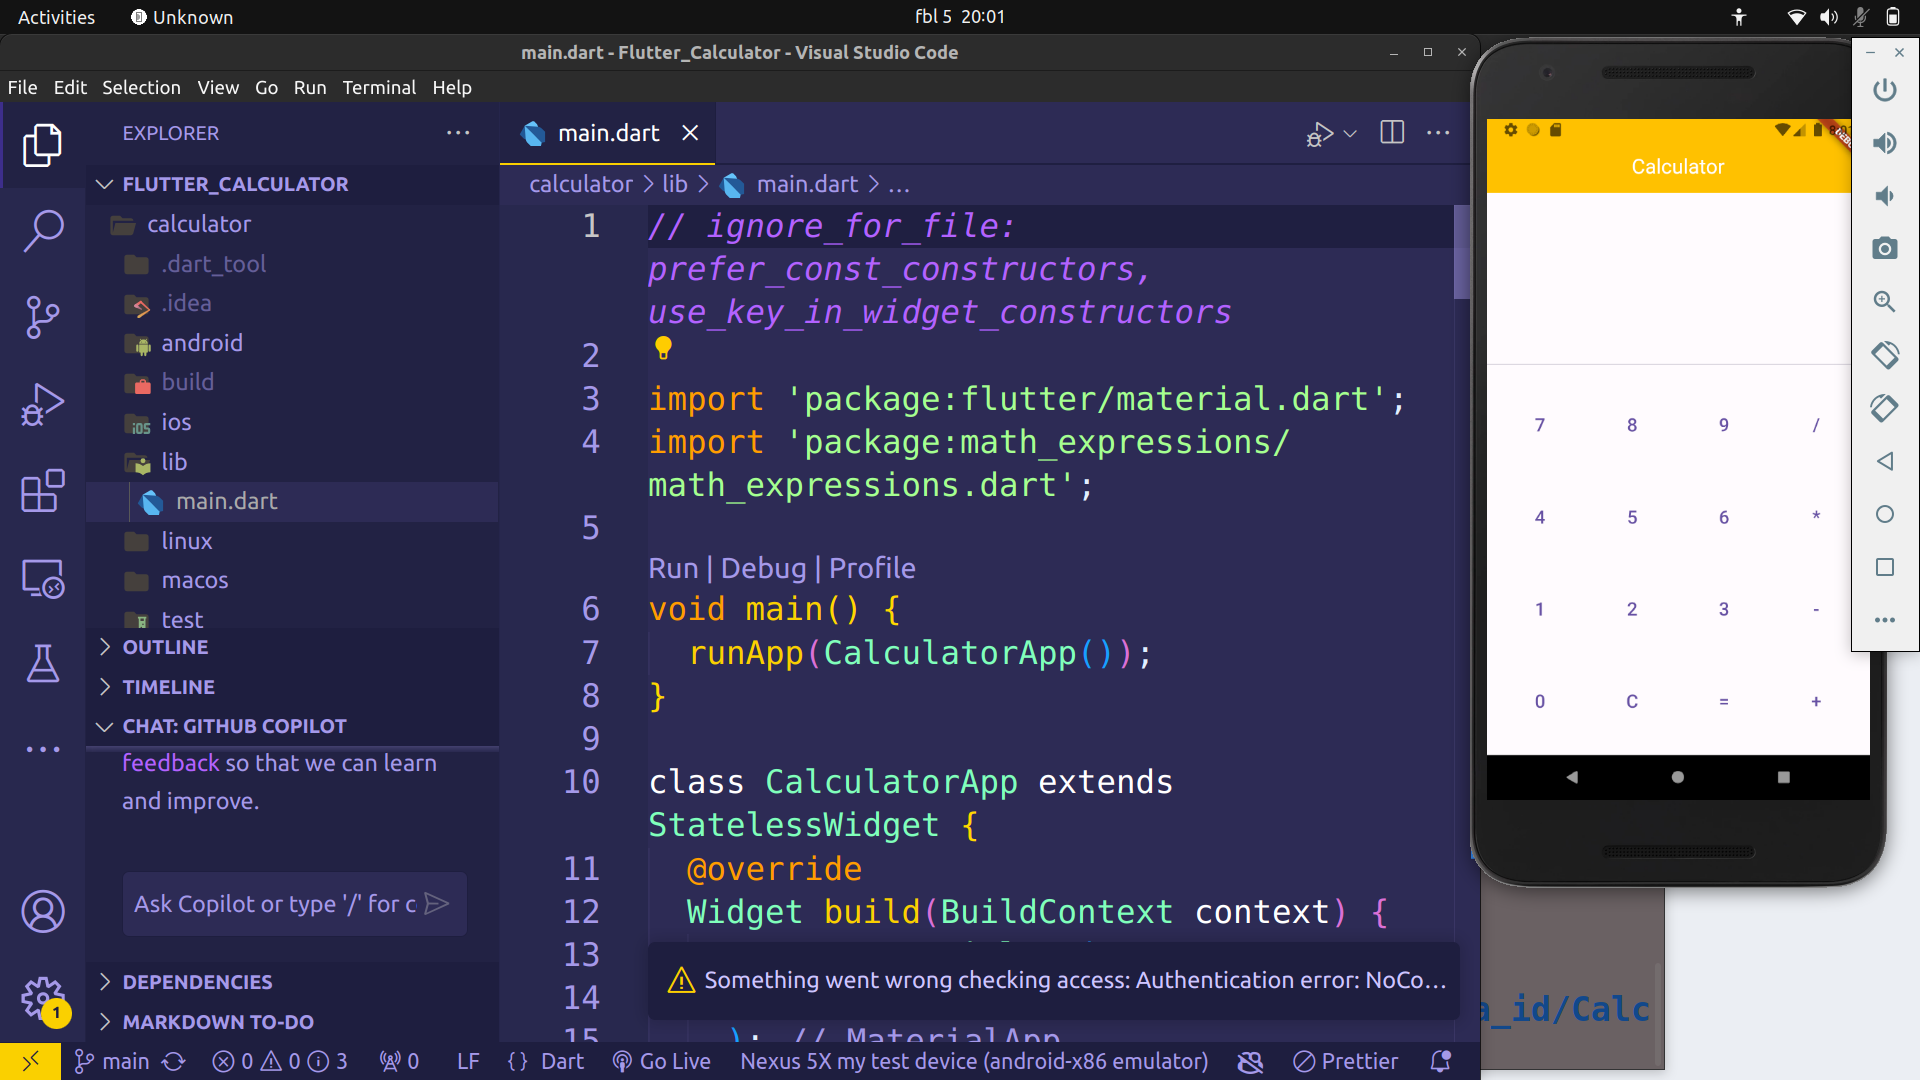 Activities
Unknown
fbl 5 20:01
main.dart - Flutter_Calculator - Visual Studio Code
File Edit Selection View Go Run Terminal Help
EXPLORER
FLUTTER_CALCULATOR
calculator
.dart_tool
.idea
android
build
ios
lib
main.dart
linux
macos
test
OUTLINE
TIMELINE
CHAT: GITHUB COPILOT
feedback so that we can learn
and improve.
Ask Copilot or type '/' for c
DEPENDENCIES
MARKDOWN TO-DO
main.dart
calculator > lib > main.dart > ...
1 // ignore_for_file:
prefer_const_constructors,
use_key_in_widget_constructors
2
3 import 'package:flutter/material.dart';
4 import 'package:math_expressions/
math_expressions.dart';
5
Run | Debug | Profile
6 void main() {
7 runApp(CalculatorApp());
8 }
9
10 class CalculatorApp extends
StatelessWidget {
11 @override
12 Widget build(BuildContext context) {
13
14
15 ); // MaterialApp
Something went wrong checking access: Authentication error: NoCo...
1
main 0 0 3 0 LF {} Dart Go Live Nexus 5X my test device (android-x86 emulator) Prettier
Calculator
7 8 9 /
4 5 6 *
1 2 3 -
0 C = +
a_id/Calc